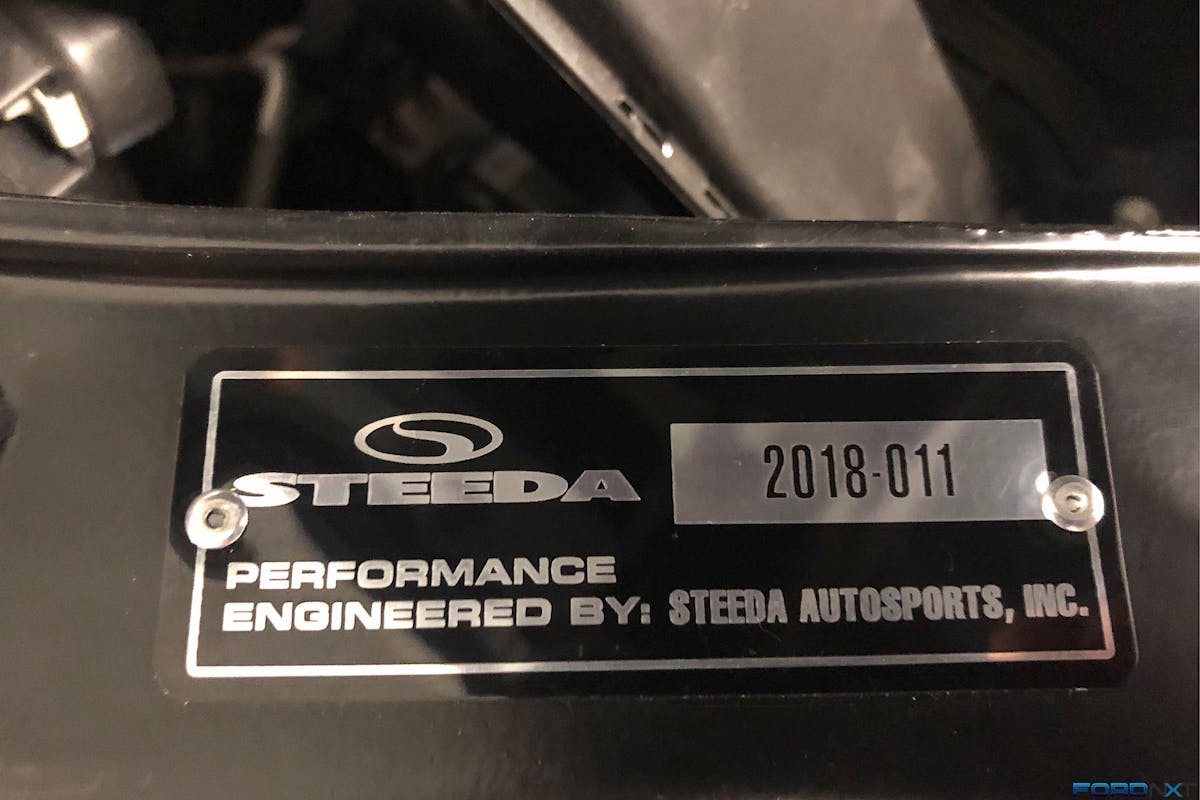 STEEDA
2018-011
PERFORMANCE
ENGINEERED BY: STEEDA AUTOSPORTS, INC.
FORDNXT